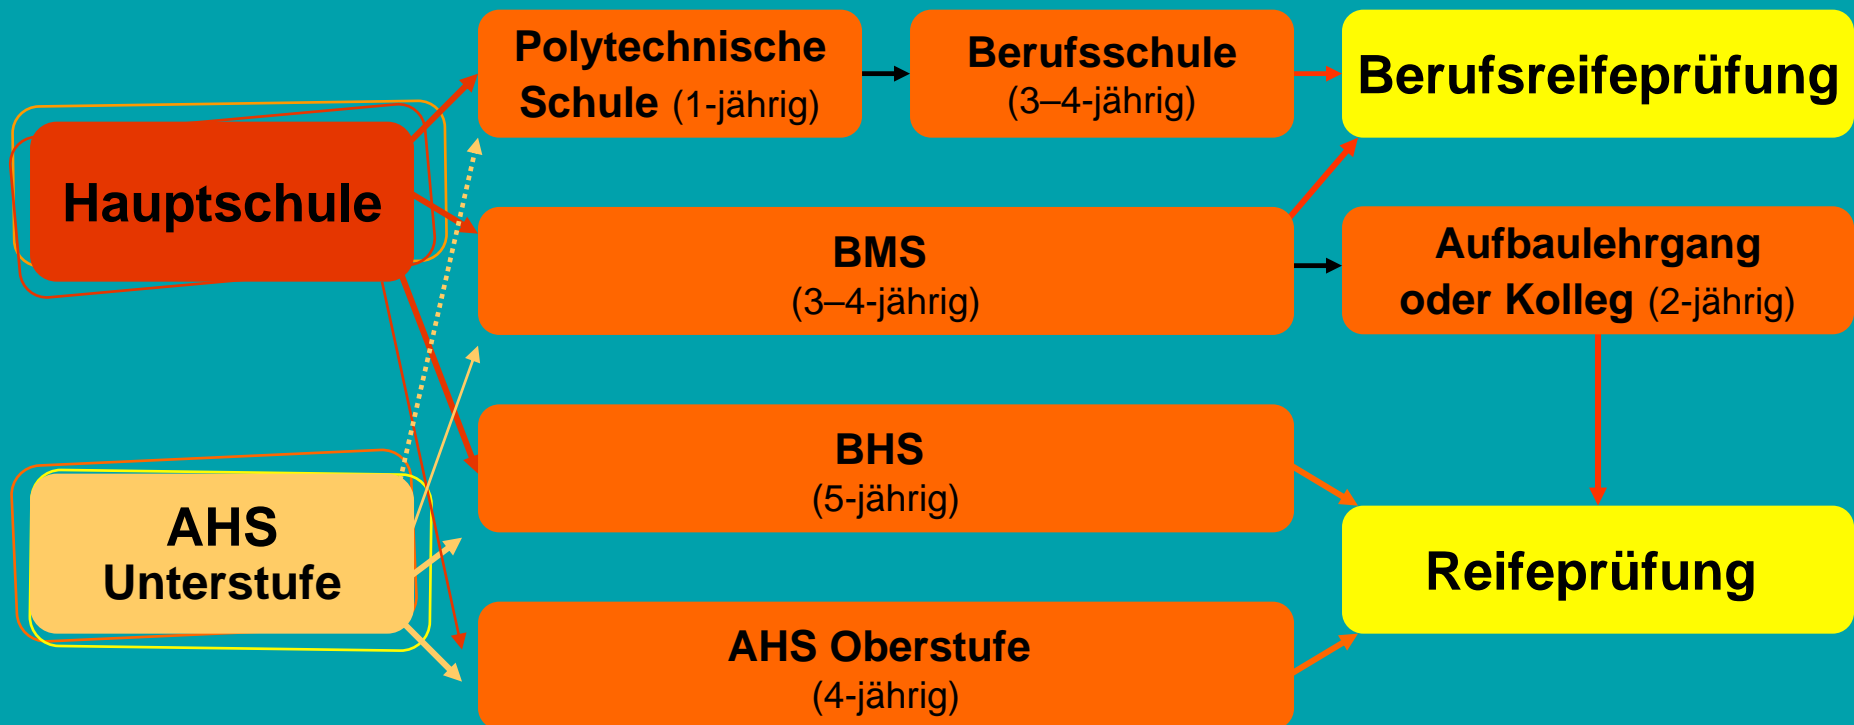 Polytechnische
Schule (1-jährig)
Berufsschule
(3–4-jährig)
Berufsreifeprüfung
Hauptschule
BMS
(3–4-jährig)
Aufbaulehrgang
oder Kolleg (2-jährig)
BHS
(5-jährig)
AHS
Unterstufe
Reifeprüfung
AHS Oberstufe
(4-jährig)